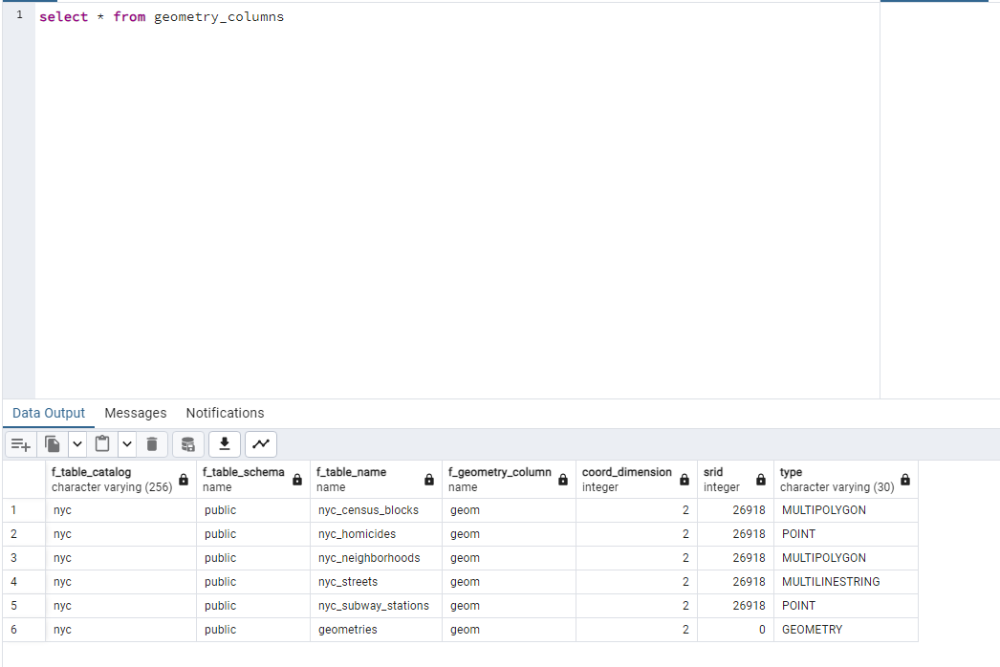 1 select * from geometry_columns
Data Output Messages Notifications
f_table_catalog f_table_schema f_table_name f_geometry_column coord_dimension srid type
character varying (256) name name name integer integer character varying (30)
1 nyc public nyc_census_blocks geom 2 26918 MULTIPOLYGON
2 nyc public nyc_homicides geom 2 26918 POINT
3 nyc public nyc_neighborhoods geom 2 26918 MULTIPOLYGON
4 nyc public nyc_streets geom 2 26918 MULTILINESTRING
5 nyc public nyc_subway_stations geom 2 26918 POINT
6 nyc public geometries geom 2 0 GEOMETRY